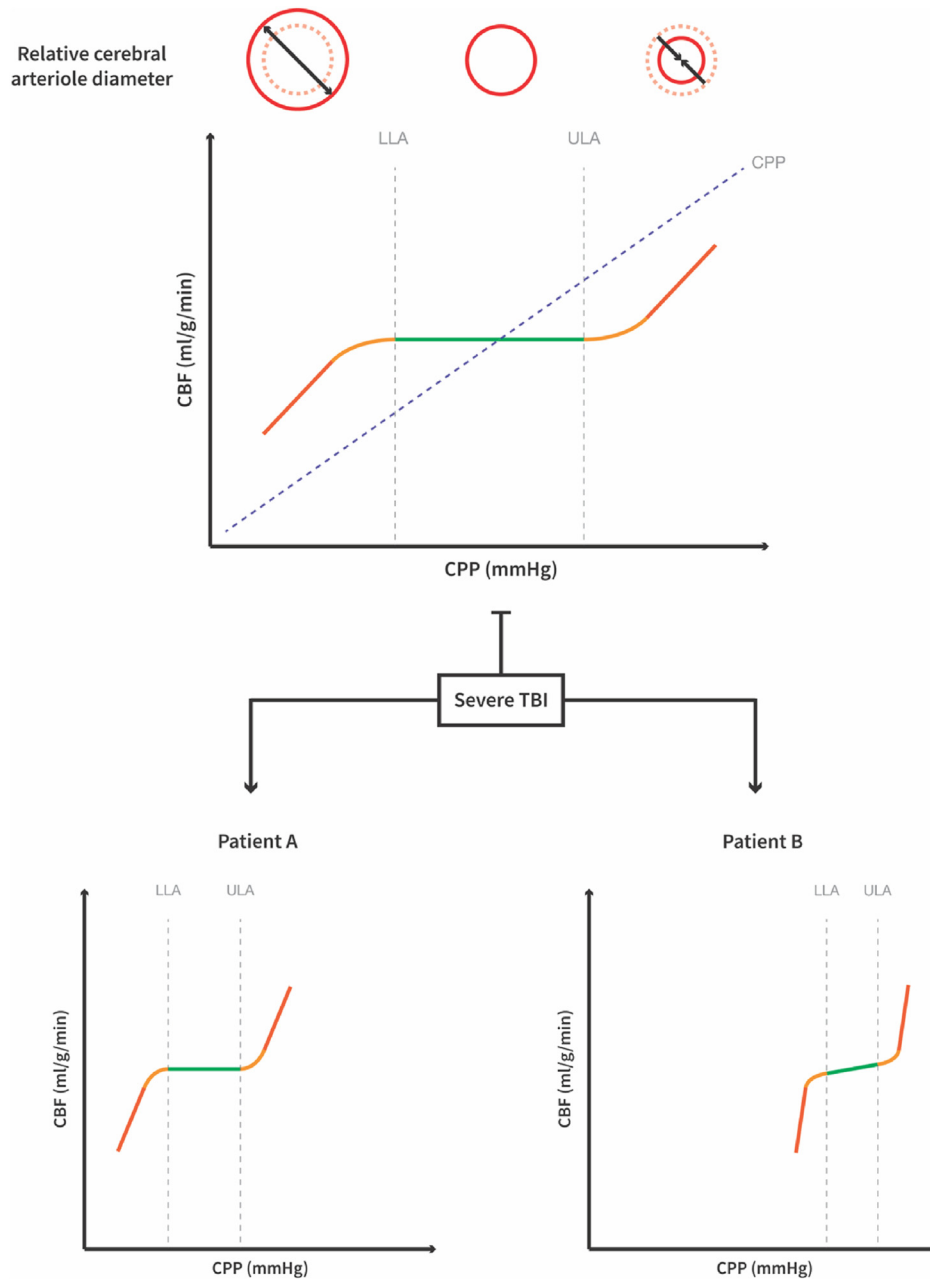 Relative cerebral
arteriole diameter
LLA
ULA
CPP
CBF (ml/g/min)
CPP (mmHg)
Severe TBI
Patient A
Patient B
LLA
ULA
LLA
ULA
CBF (ml/g/min)
CBF (ml/g/min)
CPP (mmHg)
CPP (mmHg)